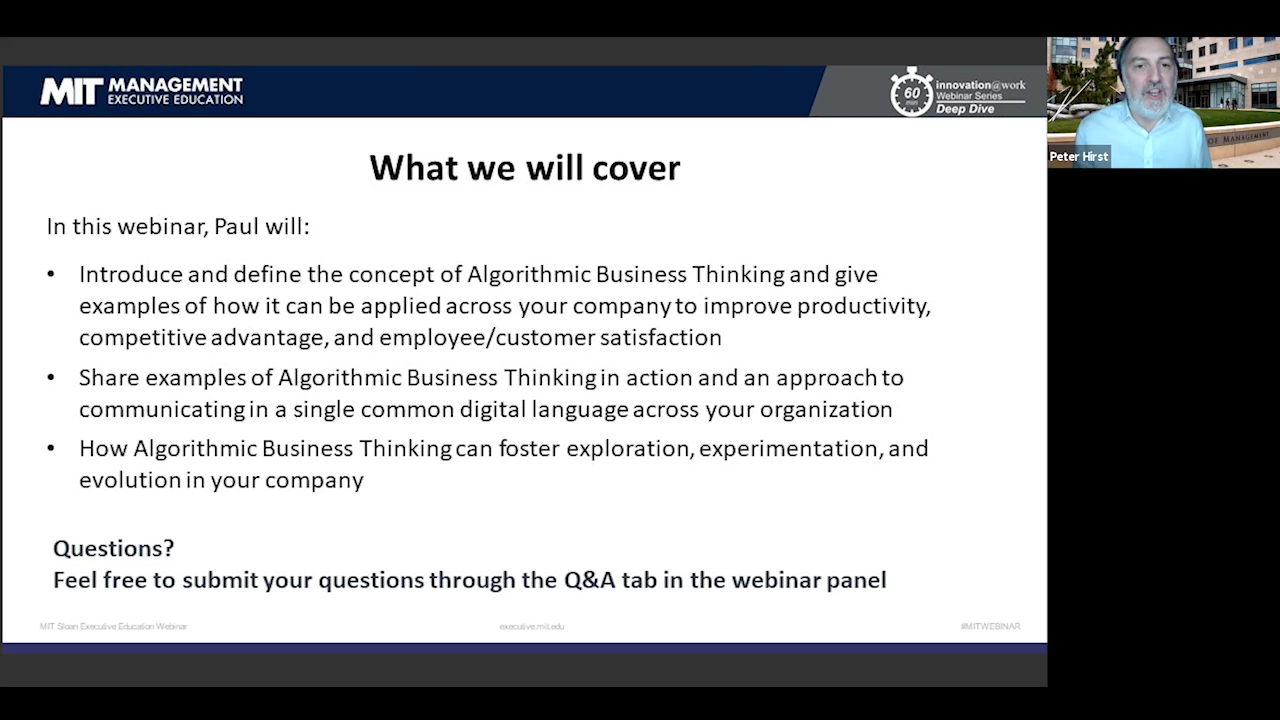 MIT MANAGEMENT
EXECUTIVE EDUCATION
60
min
innovation@work
Webinar Series
Deep Dive
Peter Hirst
OF MANAGEMENT
What we will cover
In this webinar, Paul will:
• Introduce and define the concept of Algorithmic Business Thinking and give
examples of how it can be applied across your company to improve productivity,
competitive advantage, and employee/customer satisfaction
• Share examples of Algorithmic Business Thinking in action and an approach to
communicating in a single common digital language across your organization
• How Algorithmic Business Thinking can foster exploration, experimentation, and
evolution in your company
Questions?
Feel free to submit your questions through the Q&A tab in the webinar panel
MIT Sloan Executive Education Webinar
executive.mit.edu
#MITWEBINAR